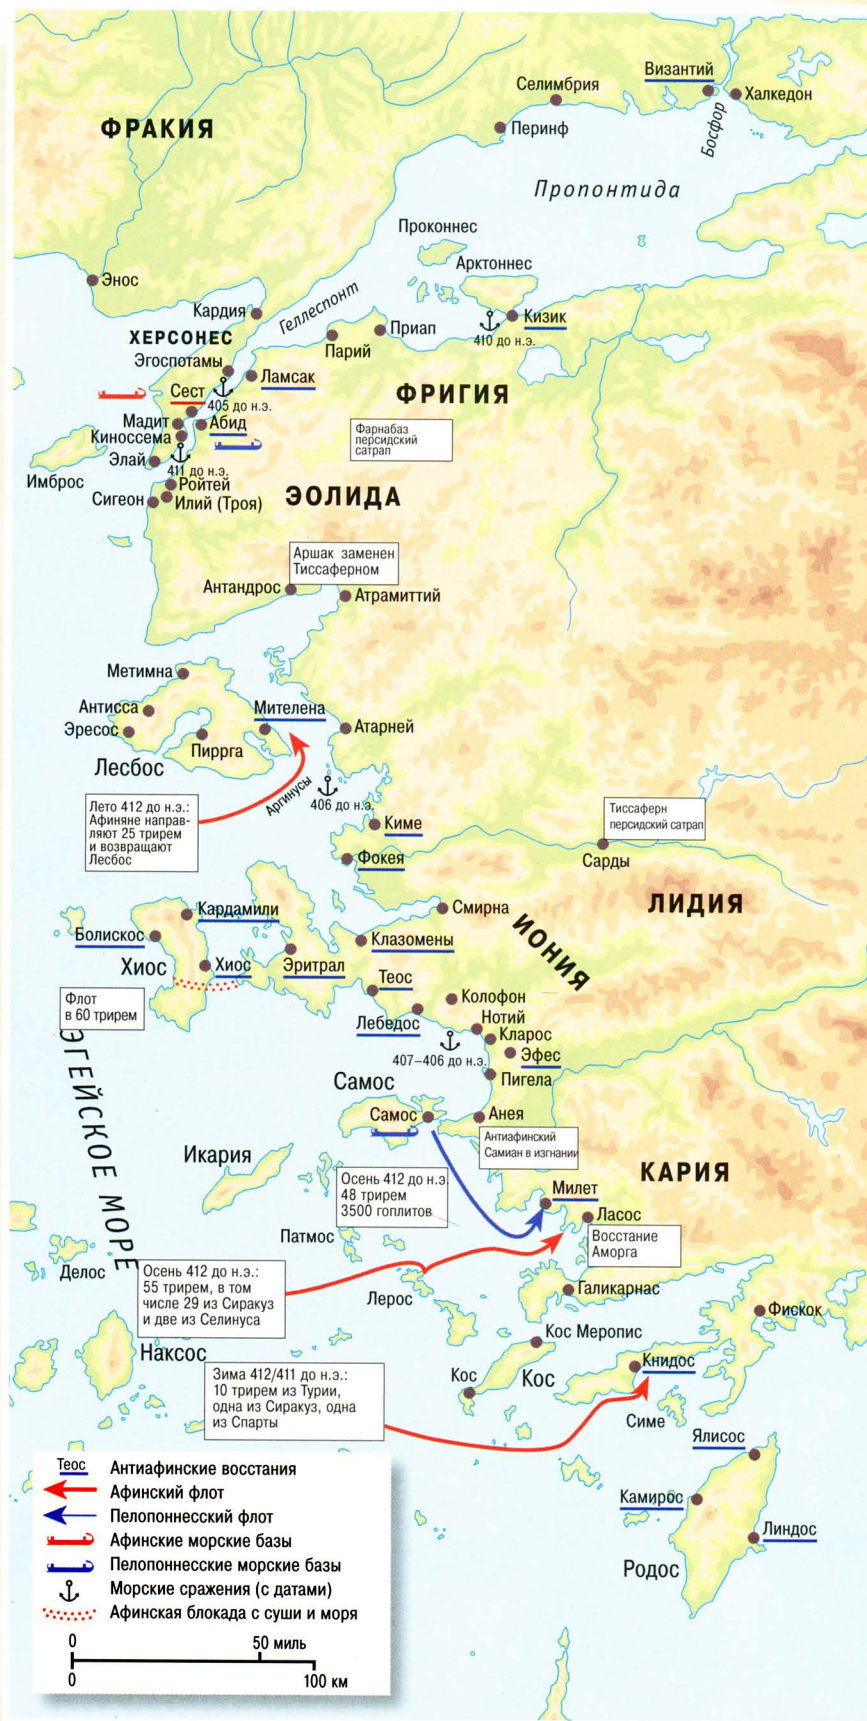 Византий
Селимбрия
Халкедон
ФРАКИЯ
Перинф
Босфор
Пропонтида
Проконнес
Арктоннес
Энос
Кардия
Геллеспонт
Кизик
Приап
ХЕРСОНЕС
410 до н.э.
Парий
Эгоспотамы
Ламсак
Сест
ФРИГИЯ
405 до н.э.
Мадит
Абид
Киноссема
Фарнабаз
персидский
сатрап
Элай
411 до н.э.
Имброс
Ройтей
Сигеон
Илий (Троя)
ЭОЛИДА
Аршак заменен
Тиссаферном
Антандрос
Атрамиттий
Метимна
Антисса
Мителена
Эресос
Атарней
Пиррга
Лесбос
Аргинусы
406 до н.э.
Лето 412 до н.э.:
Афиняне направ-
ляют 25 трирем
и возвращают
Лесбос
Тиссаферн
персидский сатрап
Киме
Фокея
Сарды
Кардамили
Смирна
ЛИДИЯ
Болискос
Клазомены
ИОНИЯ
Хиос
Хиос
Эритрал
Теос
Флот
в 60 трирем
Колофон
Лебедос
Нотий
Кларос
407–406 до н.э.
Эфес
Пигела
ЭГЕЙСКОЕ МОРЕ
Самос
Самос
Анея
Антиафинский
Самиан в изгнании
Икария
КАРИЯ
Осень 412 до н.э.
48 трирем
3500 гоплитов
Милет
Ласос
Восстание
Аморга
Патмос
Делос
Осень 412 до н.э.:
55 трирем, в том
числе 29 из Сиракуз
и две из Селинуса
Лерос
Галикарнас
Фискок
Кос Меропис
Наксос
Книдос
Зима 412/411 до н.э.:
10 трирем из Турии,
одна из Сиракуз, одна
из Спарты
Кос
Кос
Симе
Ялисос
Камирос
Линдос
Родос
Теос Антиафинские восстания
Афинский флот
Пелопоннесский флот
Афинские морские базы
Пелопоннесские морские базы
Морские сражения (с датами)
Афинская блокада с суши и моря
0 50 миль
0 100 км